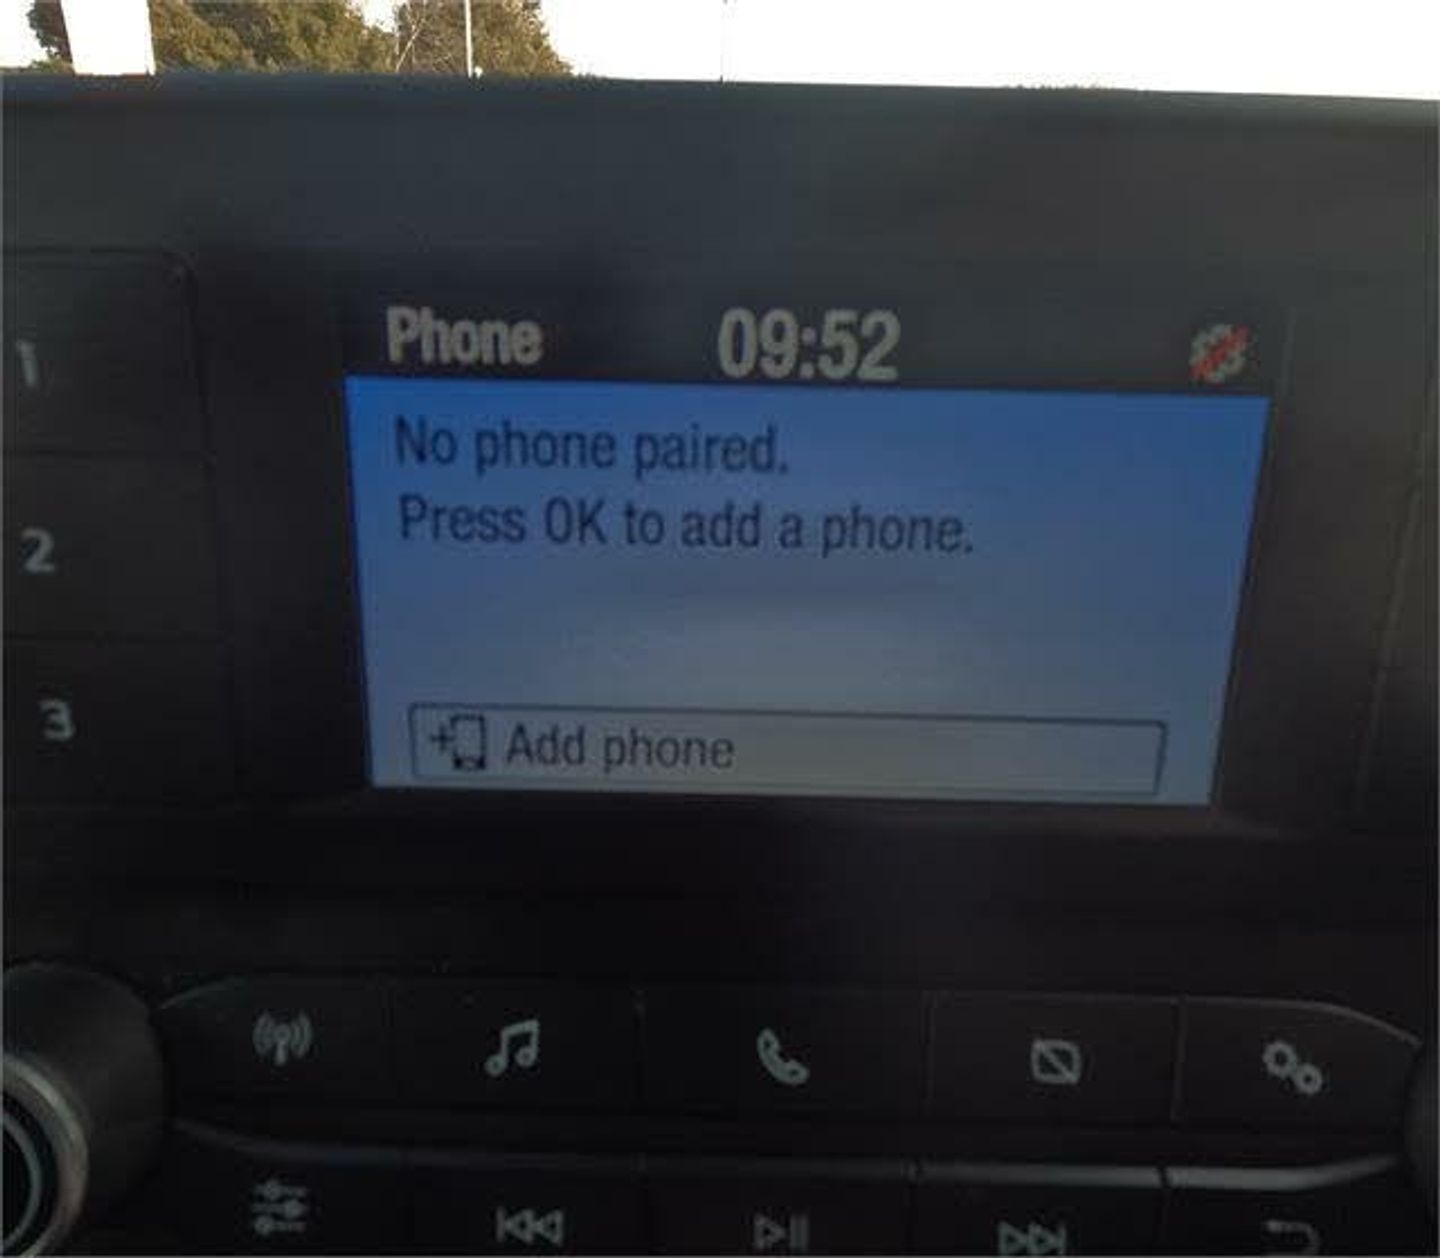 Phone 09:52
No phone paired.
Press OK to add a phone.
Add phone
1
2
3